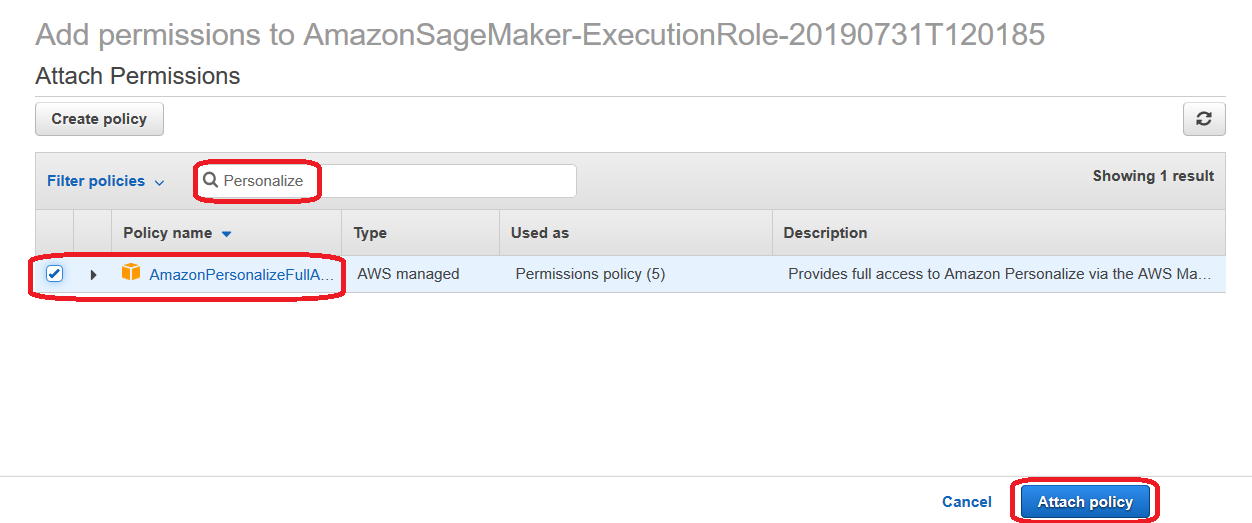 Add permissions to AmazonSageMaker-ExecutionRole-20190731T120185
Attach Permissions
Create policy
Filter policies
Personalize
Showing 1 result
Policy name Type Used as Description
AmazonPersonalizeFullA... AWS managed Permissions policy (5) Provides full access to Amazon Personalize via the AWS Ma...
Cancel Attach policy